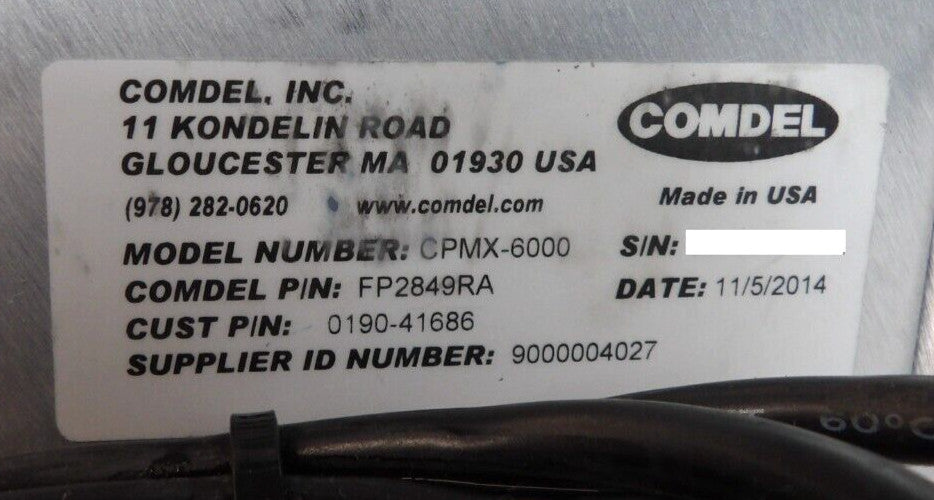 COMDEL, INC.
11 KONDELIN ROAD
GLOUCESTER MA 01930 USA
(978) 282-0620 www.comdel.com
COMDEL
Made in USA
MODEL NUMBER: CPMX-6000 S/N:
COMDEL P/N: FP2849RA DATE: 11/5/2014
CUST P/N: 0190-41686
SUPPLIER ID NUMBER: 9000004027
60°C